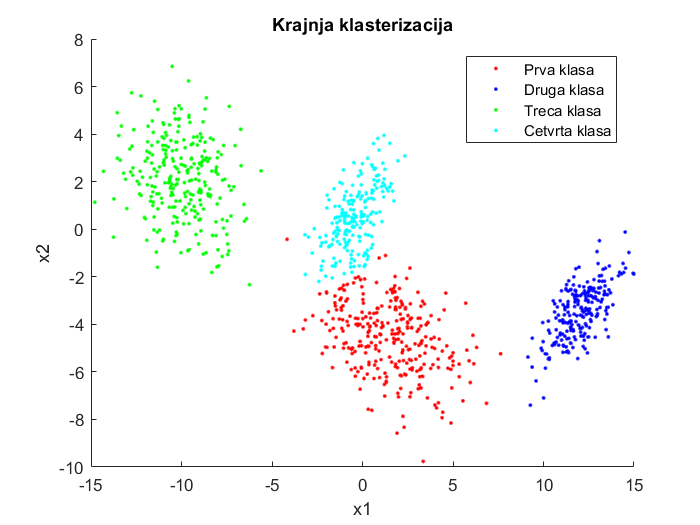 Krajnja klasterizacija
8
6
4
2
0
-2
-4
-6
-8
-10
x2
Prva klasa
Druga klasa
Treca klasa
Cetvrta klasa
-15 -10 -5 0 5 10 15
x1